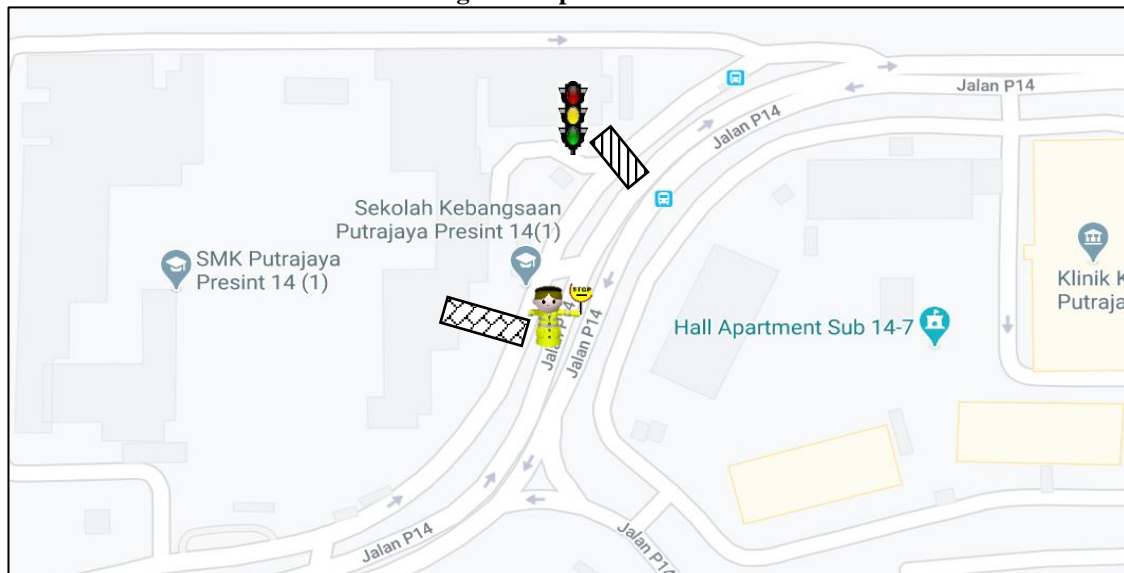 Jalan P14
Jalan P14
Sekolah Kebangsaan
Putrajaya Presint 14(1)
SMK Putrajaya
Presint 14 (1)
STOP
Klinik K
Putraja
Hall Apartment Sub 14-7
Jalan P14
Jalan P14
Jalan P14
Jalan P14